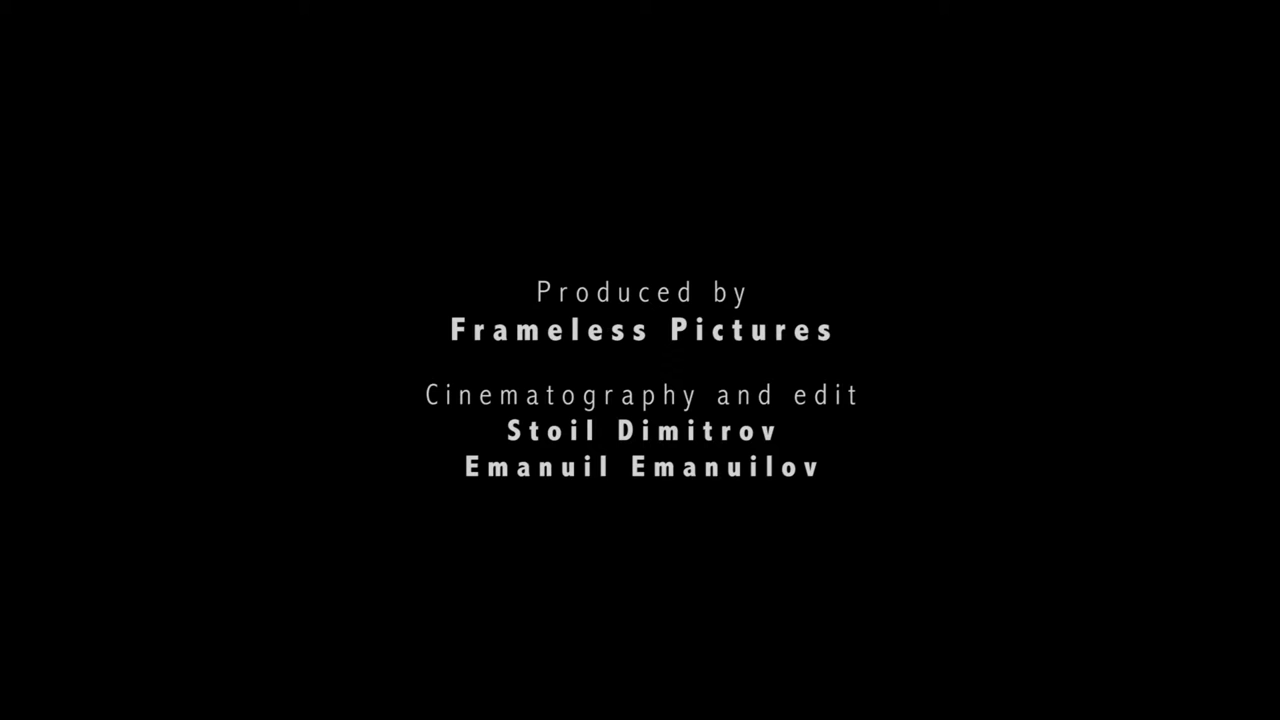 Produced by
Frameless Pictures
Cinematography and edit
Stoil Dimitrov
Emanuil Emanuilov